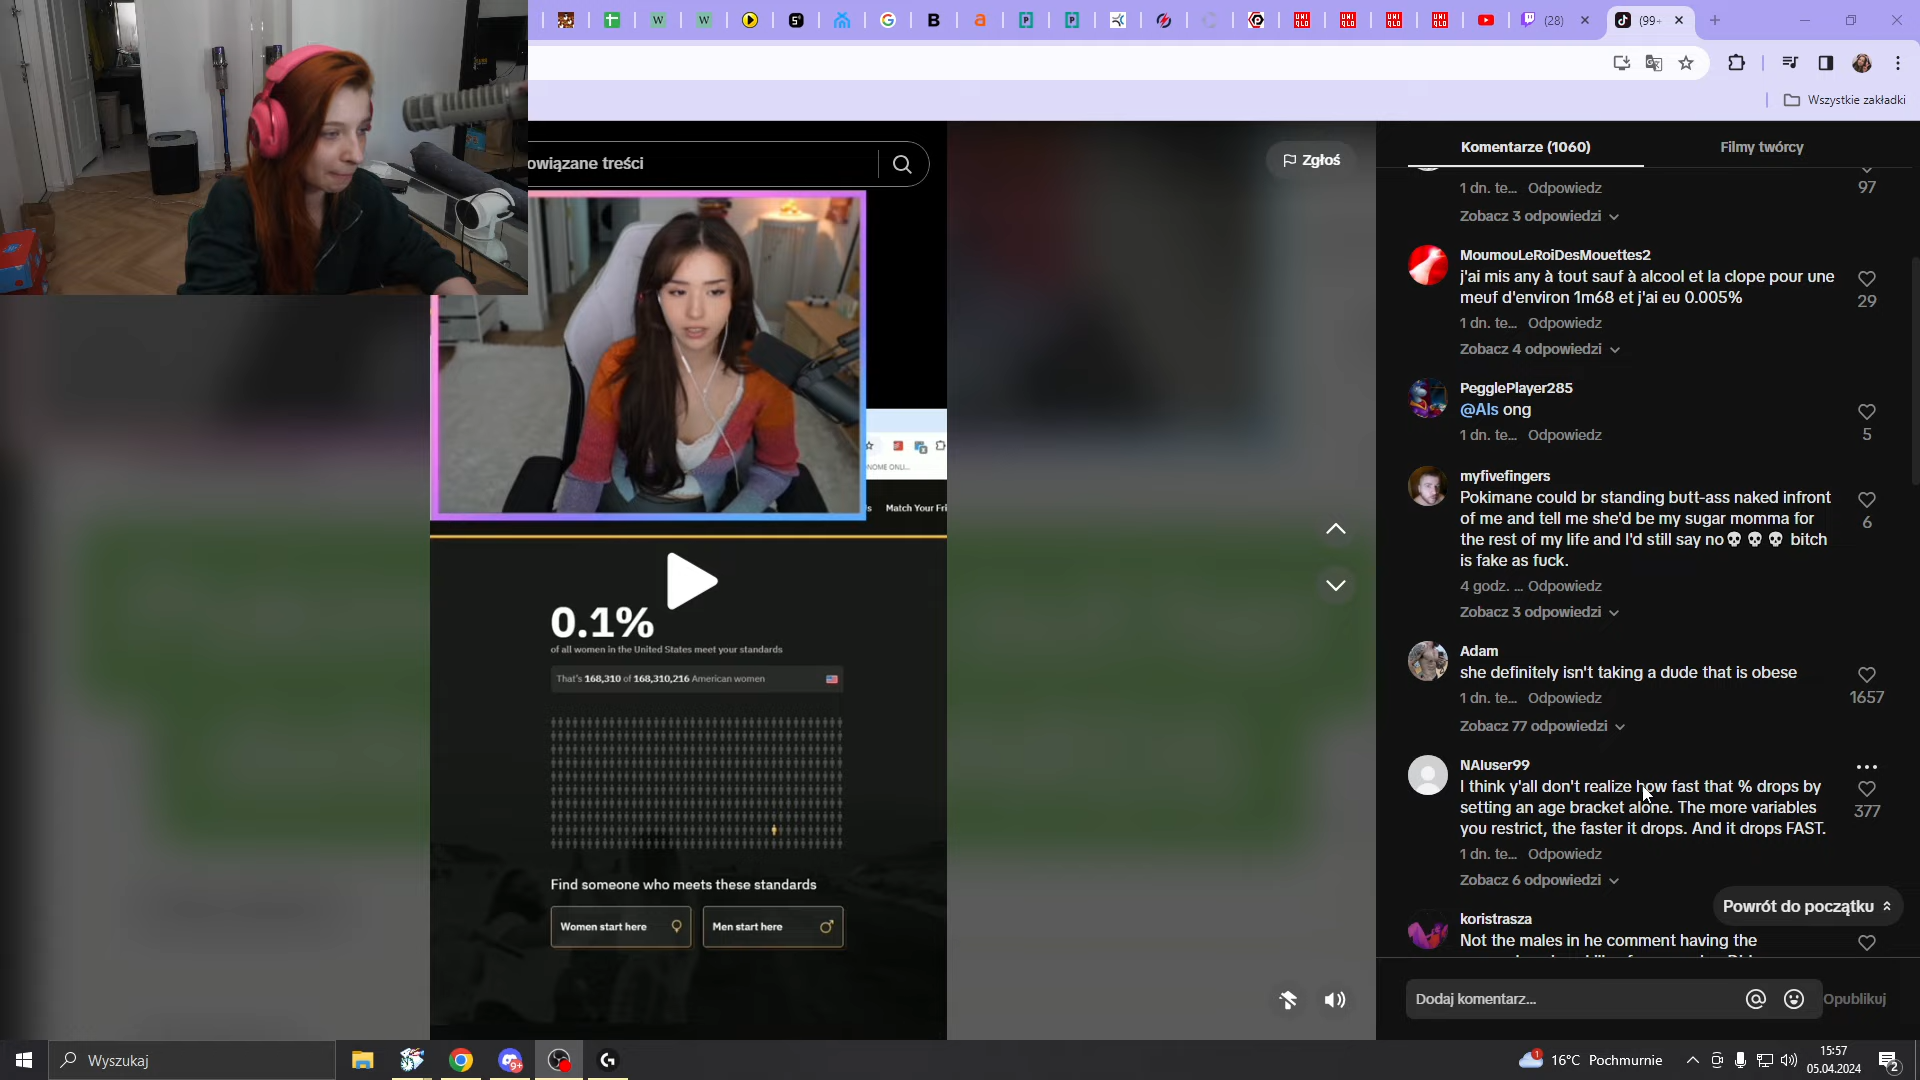 (28)
(99+
Wszystkie zakładki
owiązane treści
Zgłoś
NOME ONLI...
Match Your Fri
0.1%
of all women in the United States meet your standards
That's 168,310 of 168,310,216 American women
Find someone who meets these standards
Women start here
Men start here
Komentarze (1060)
Filmy twórcy
1 dn. te... Odpowiedz
97
Zobacz 3 odpowiedzi
MoumouLeRoiDesMouettes2
j'ai mis any à tout sauf à alcool et la clope pour une
meuf d'environ 1m68 et j'ai eu 0.005%
29
1 dn. te... Odpowiedz
Zobacz 4 odpowiedzi
PegglePlayer285
@Als ong
1 dn. te... Odpowiedz
5
myfivefingers
Pokimane could br standing butt-ass naked infront
of me and tell me she'd be my sugar momma for
the rest of my life and I'd still say no💀💀💀 bitch
is fake as fuck.
6
4 godz. ... Odpowiedz
Zobacz 3 odpowiedzi
Adam
she definitely isn't taking a dude that is obese
1 dn. te... Odpowiedz
1657
Zobacz 77 odpowiedzi
NAluser99
I think y'all don't realize how fast that % drops by
setting an age bracket alone. The more variables
you restrict, the faster it drops. And it drops FAST.
377
1 dn. te... Odpowiedz
Zobacz 6 odpowiedzi
Powrót do początku
koristrasza
Not the males in he comment having the
Dodaj komentarz...
Opublikuj
Wyszukaj
9+
1
16°C Pochmurnie
15:57
05.04.2024
2